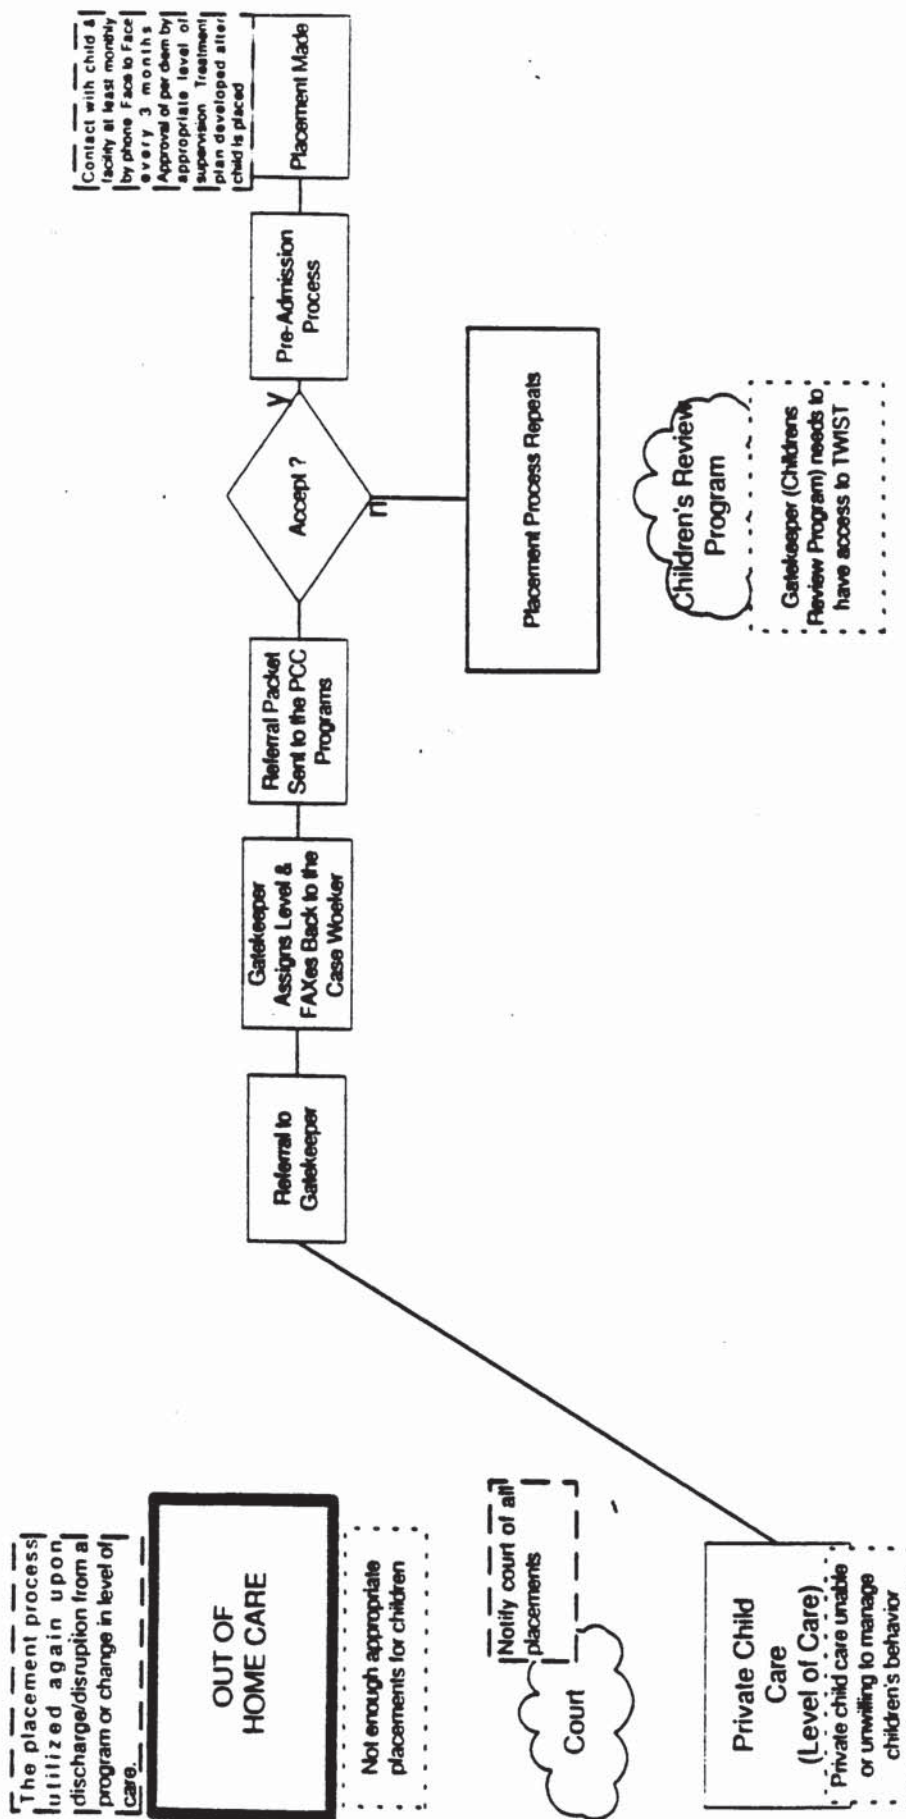 The placement process
utilized again upon
discharge/disruption from a
program or change in level of
care.
OUT OF
HOME CARE
Not enough appropriate
placements for children
Notify court of all
placements
Court
Private Child
Care
(Level of Care)
Private child care unable
or unwilling to manage
children's behavior
Referral to
Gatekeeper
Gatekeeper
Assigns Level &
FAXes Back to the
Case Woeker
Referral Packet
Sent to the PCC
Programs
Accept ?
y
n
Pre-Admission
Process
Placement Made
Contact with child &
facility at least monthly
by phone Face to Face
every 3 months
Approval of per diem by
appropriate level of
supervision Treatment
plan developed after
child is placed
Placement Process Repeats
Children's Review
Program
Gatekeeper (Childrens
Review Program) needs to
have access to TWIST